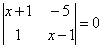 |x+1 -5| = 0
|1 x-1|